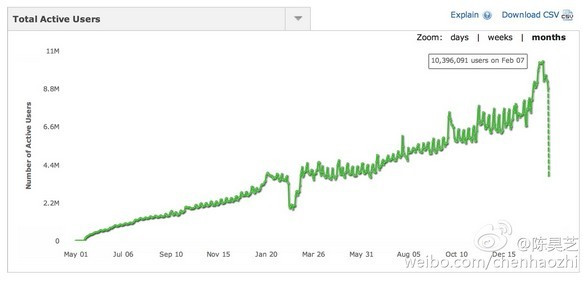 Explain Download CSV CSV
Total Active Users
Zoom: days | weeks | months
11M
10,396,091 users on Feb 07
8.8M
6.6M
4.4M
2.2M
0
Number of Active Users
May 01 Jul 06 Sep 10 Nov 15 Jan 20 Mar 26 May 31 Aug 05 Oct 10 Dec 15
@陈昊芝
weibo.com/chenhaozhi